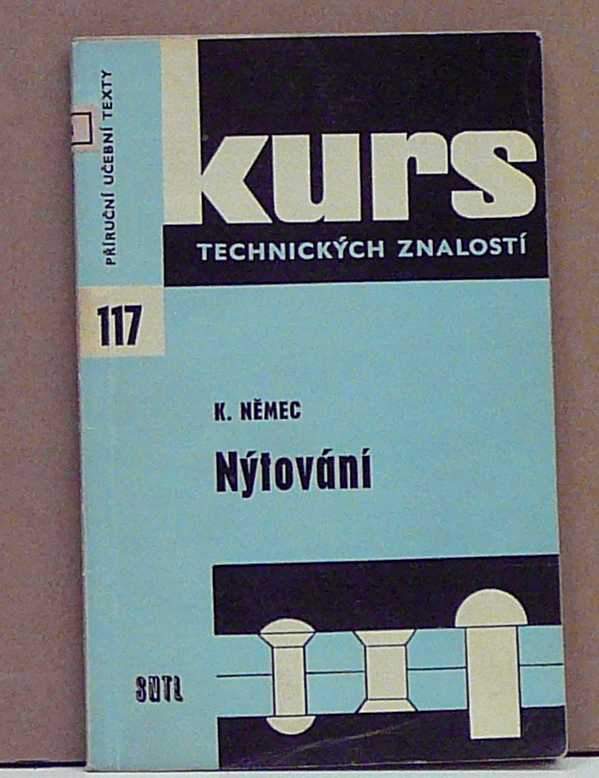 PŘÍRUČNÍ UČEBNÍ TEXTY
kurs
TECHNICKÝCH ZNALOSTÍ
117
K. NĚMEC
Nýtování
SNTL